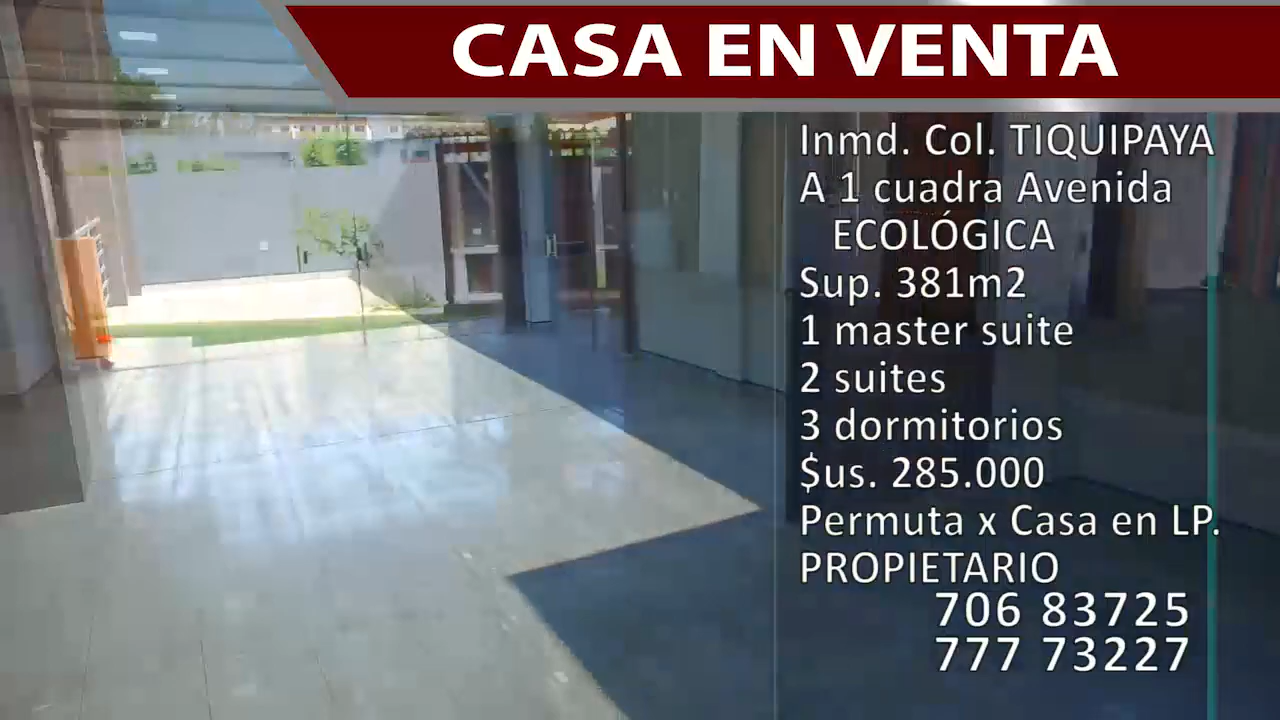 CASA EN VENTA
Inmd. Col. TIQUIPAYA
A 1 cuadra Avenida
ECOLÓGICA
Sup. 381m2
1 master suite
2 suites
3 dormitorios
$us. 285.000
Permuta x Casa en LP.
PROPIETARIO
706 83725
777 73227